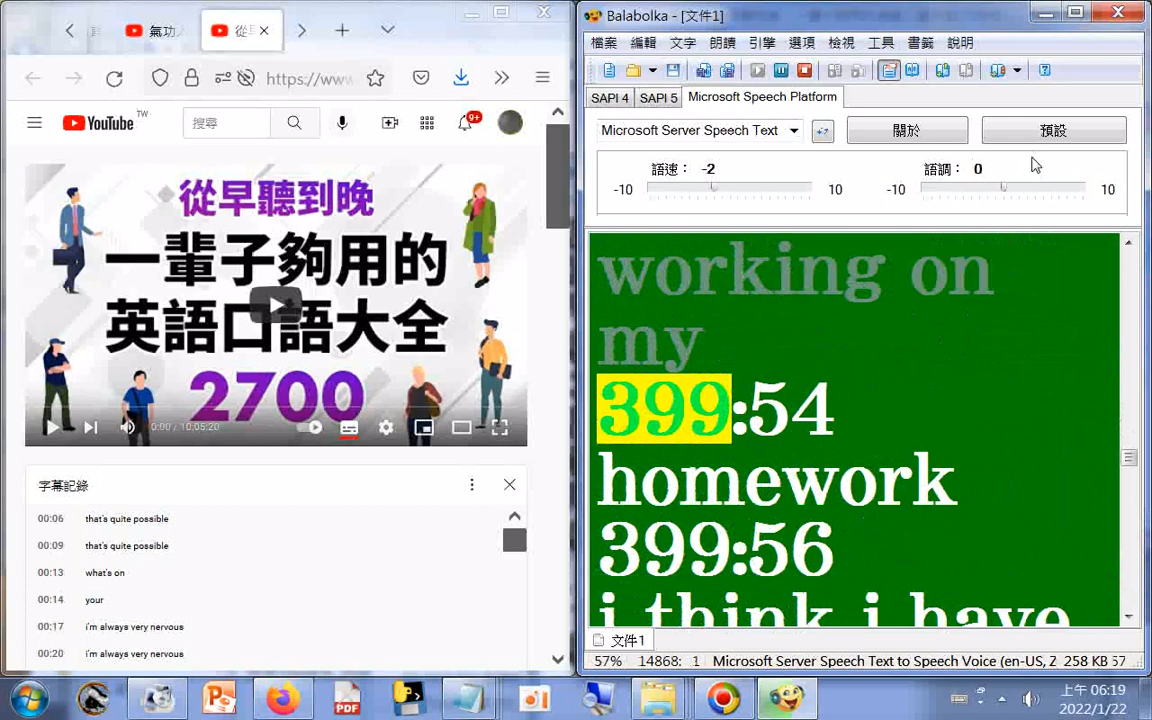 氣功
從
https://www
YouTube TW
搜尋
9+
從早聽到晚
一輩子夠用的
英語口語大全
2700
0:00 / 10:05:20
字幕記錄
00:06 that's quite possible
00:09 that's quite possible
00:13 what's on
00:14 your
00:17 i'm always very nervous
00:20 i'm always very nervous
Balabolka - [文件1]
檔案 編輯 文字 朗讀 引擎 選項 檢視 工具 書籤 說明
SAPI 4 SAPI 5 Microsoft Speech Platform
Microsoft Server Speech Text 關於 預設
語速： -2 語調： 0
-10 10 -10 10
working on
my
399:54
homework
399:56
i think i have
文件1
57% 14868: 1 Microsoft Server Speech Text to Speech Voice (en-US, Z 258 KB 57
PDF
上午 06:19
2022/1/22